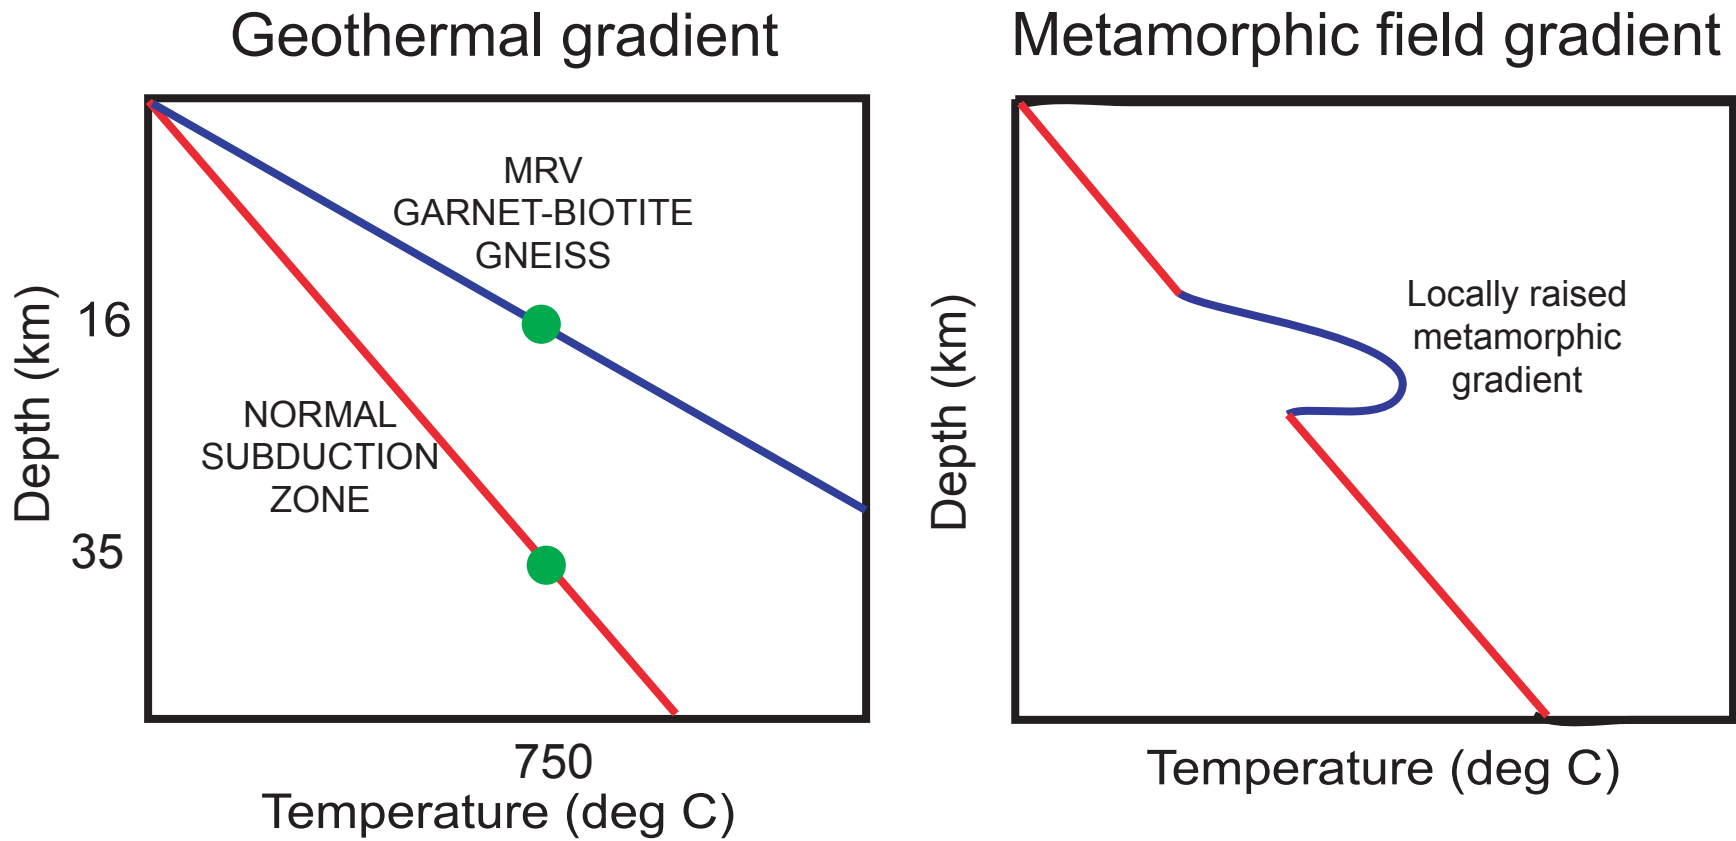 Geothermal gradient
MRV
GARNET-BIOTITE
GNEISS
16
Depth (km)
NORMAL
SUBDUCTION
ZONE
35
750
Temperature (deg C)
Metamorphic field gradient
Locally raised
metamorphic
gradient
Depth (km)
Temperature (deg C)